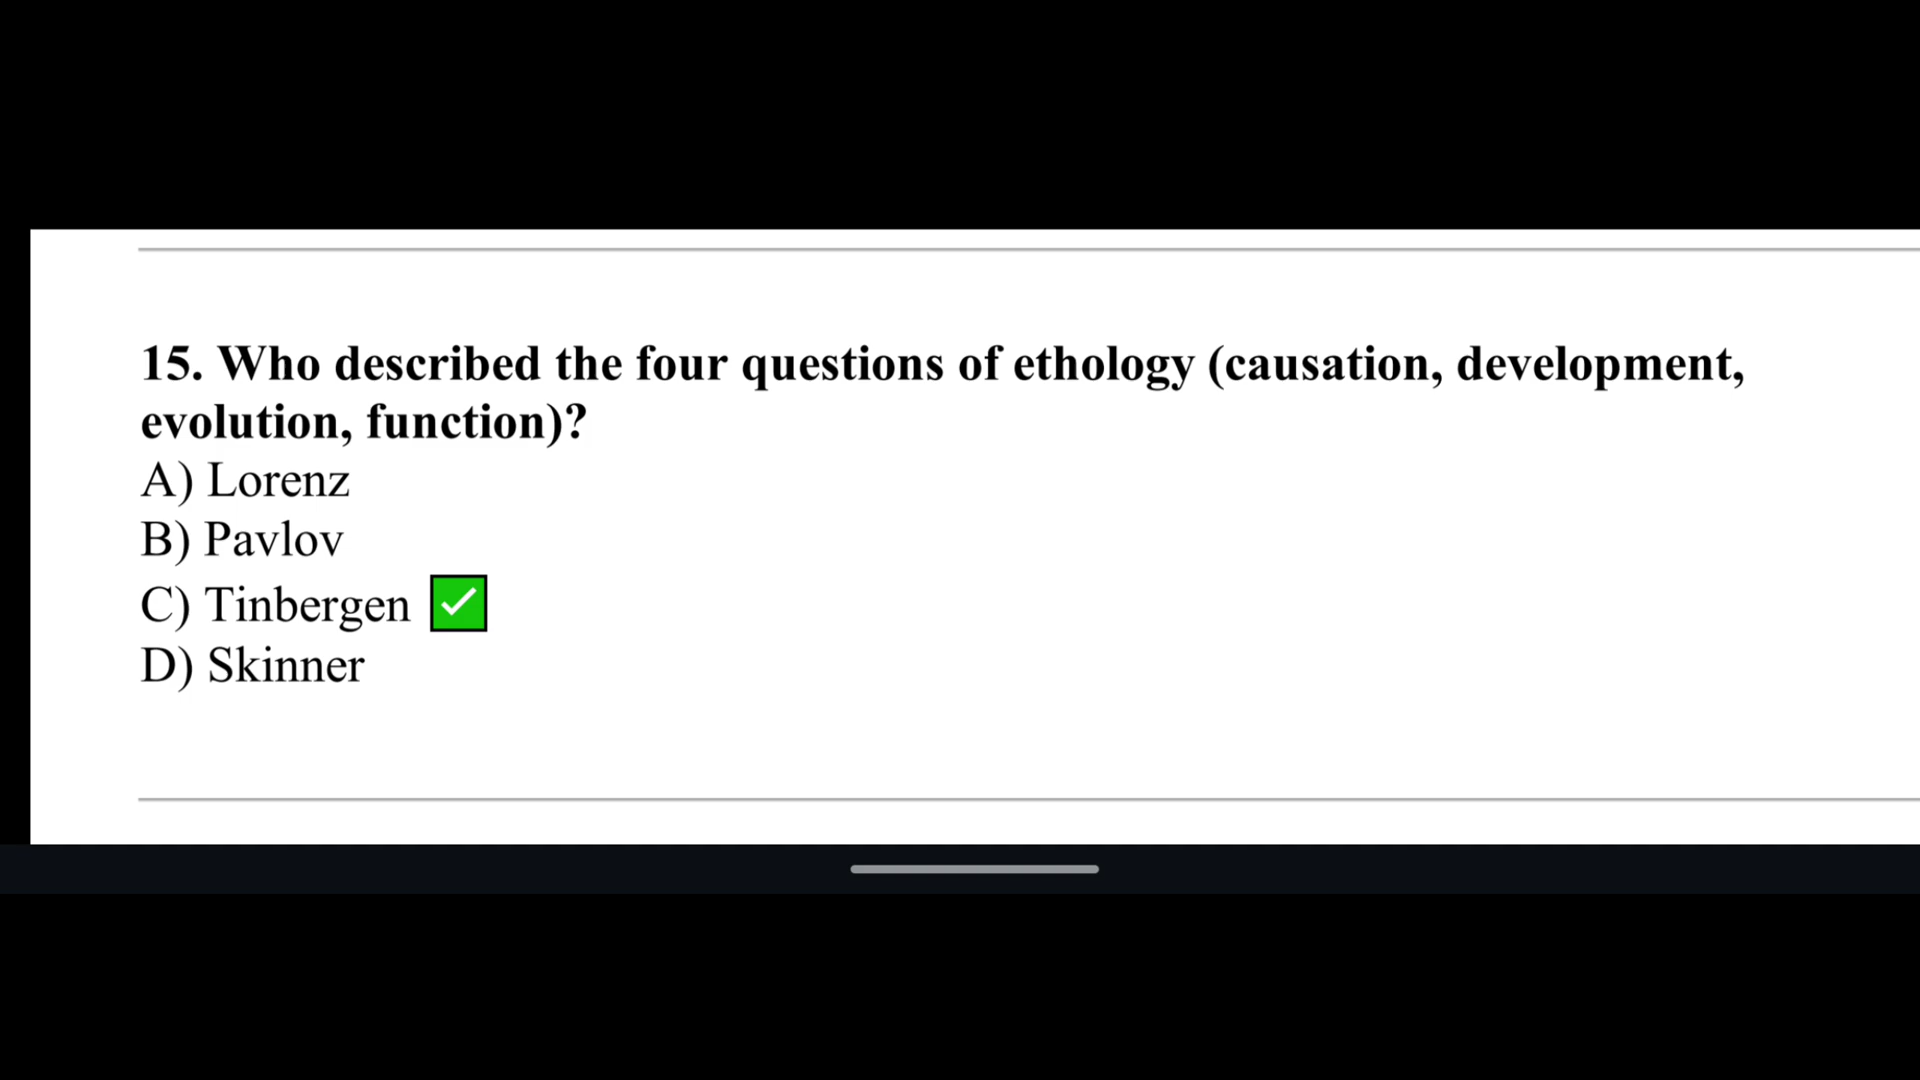 15. Who described the four questions of ethology (causation, development,
evolution, function)?
A) Lorenz
B) Pavlov
C) Tinbergen ✅
D) Skinner